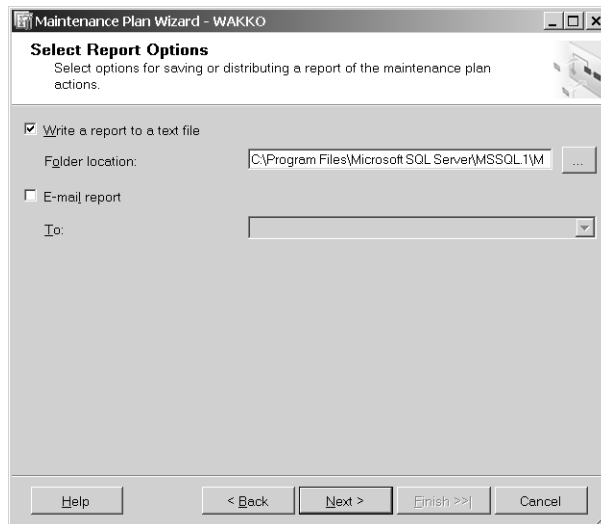 Maintenance Plan Wizard - WAKKO
Select Report Options
Select options for saving or distributing a report of the maintenance plan
actions.
Write a report to a text file
Folder location:
C:\Program Files\Microsoft SQL Server\MSSQL.1\M
...
E-mail report
To:
Help
< Back
Next >
Finish >>|
Cancel